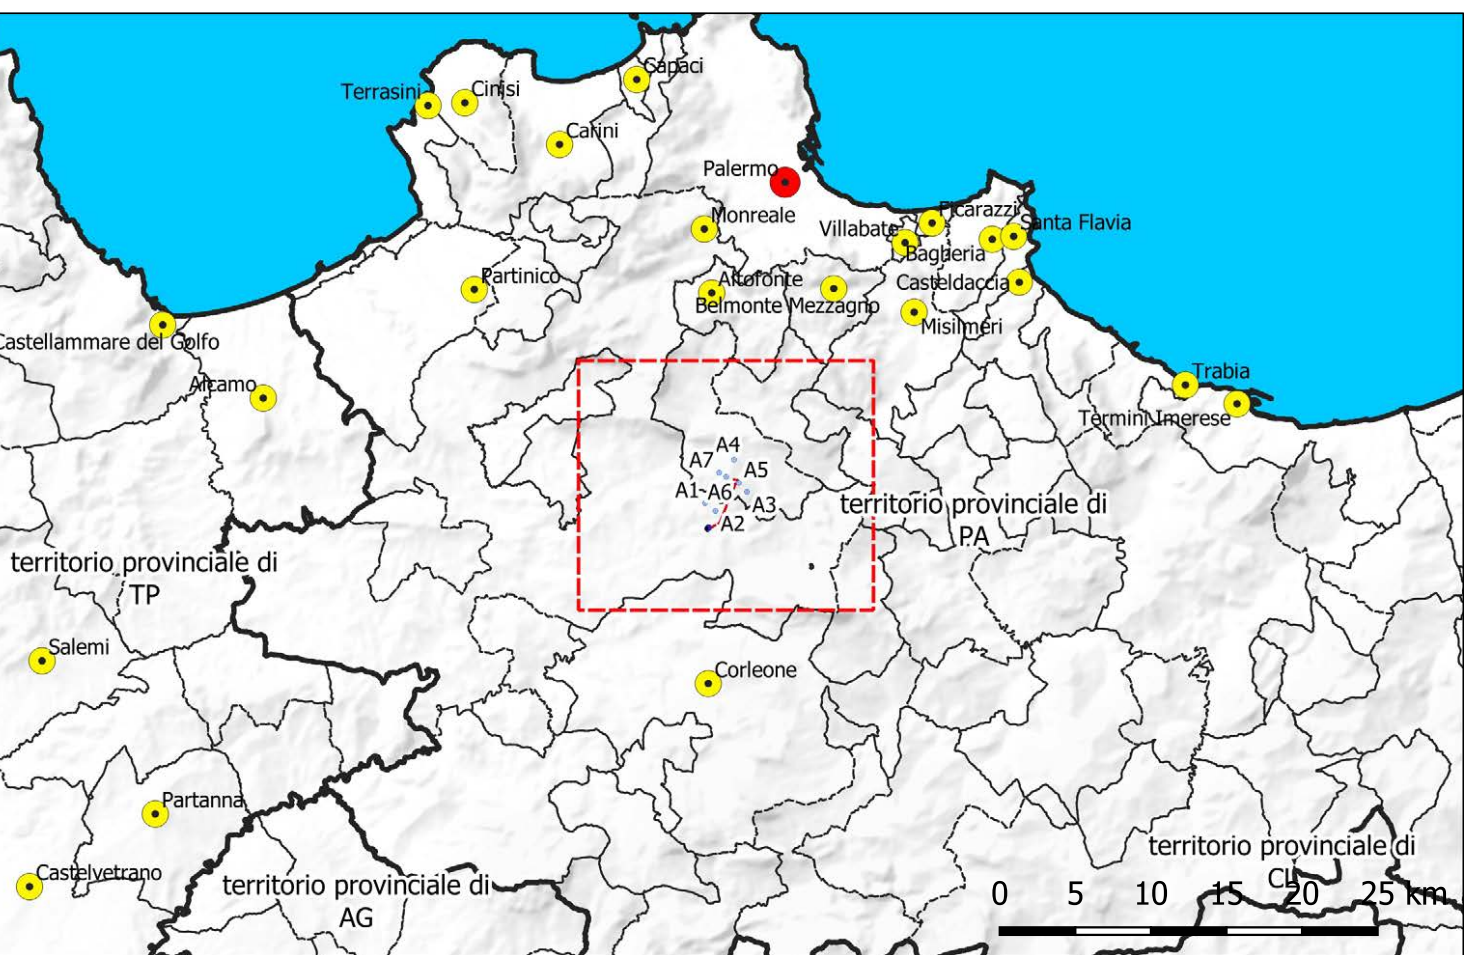 Capaci
Terrasini
Cinisi
Carini
Palermo
Monreale
Villabate
Ficarazzi
Santa Flavia
Bagheria
Partinico
Altofonte
Casteldaccia
Belmonte Mezzagno
Misilmeri
Castellammare del Golfo
Alcamo
Trabia
Termini Imerese
A4
A7
A5
A1
A6
A3
A2
territorio provinciale di
PA
territorio provinciale di
TP
Salemi
Corleone
Partanna
Castelvetrano
territorio provinciale di
AG
territorio provinciale di
CL
0 5 10 15 20 25 km